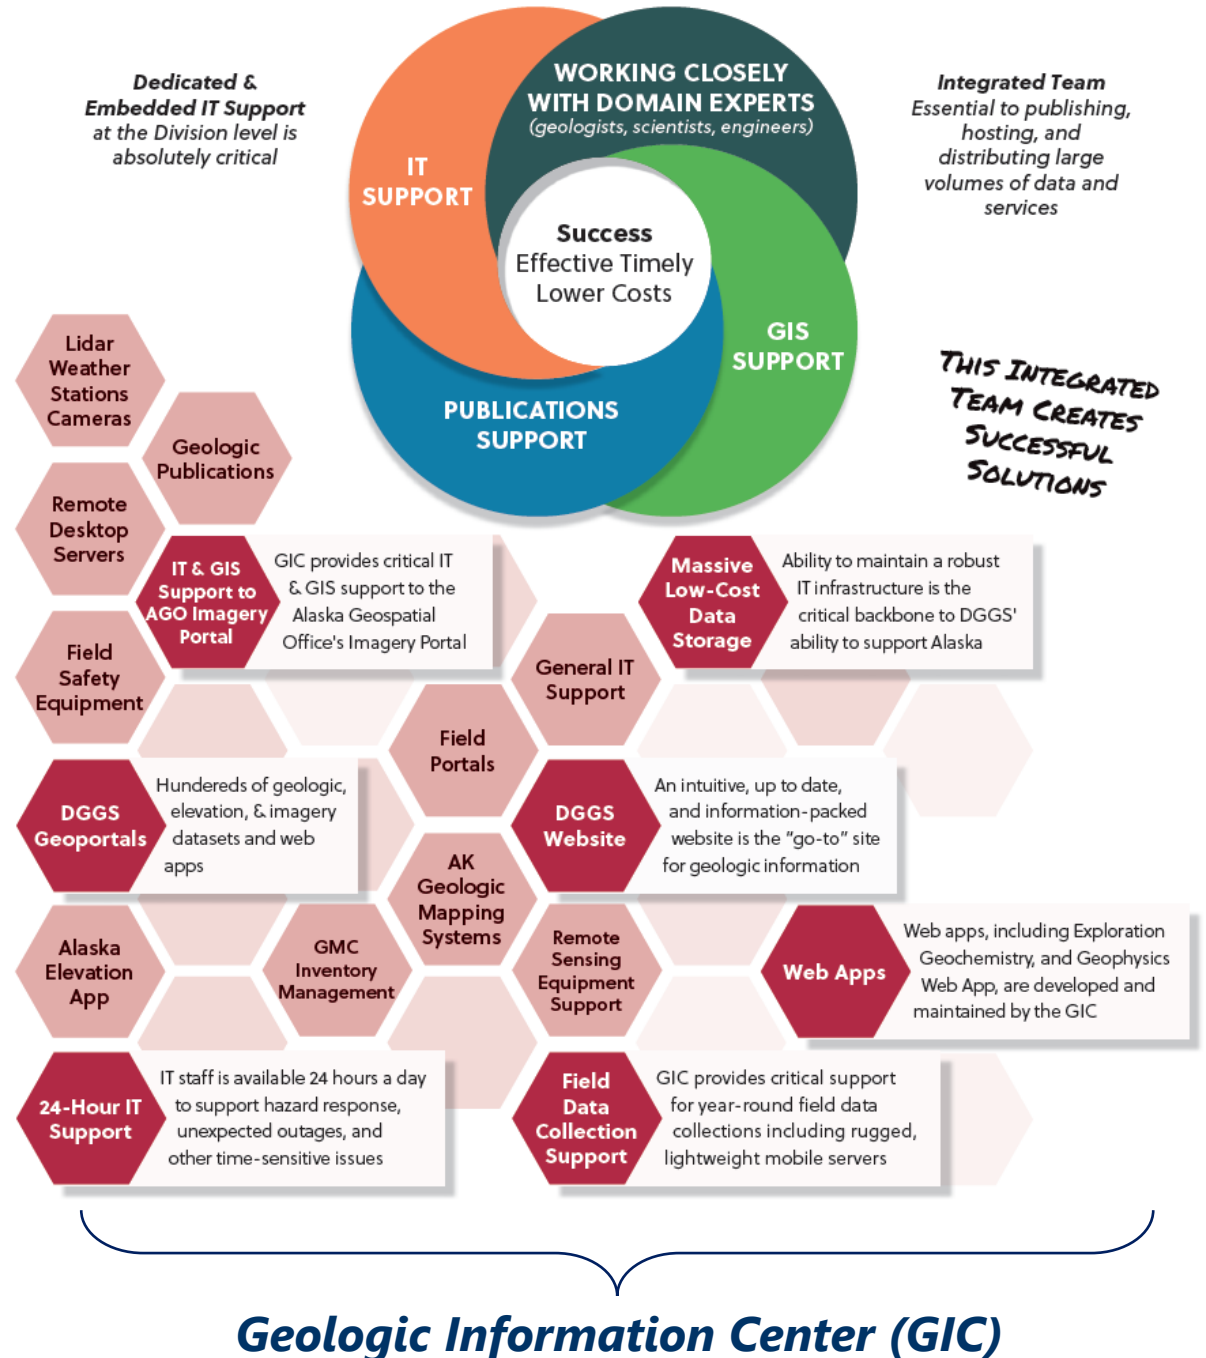 Dedicated &
Embedded IT Support
at the Division level is
absolutely critical
WORKING CLOSELY
WITH DOMAIN EXPERTS
(geologists, scientists, engineers)
IT
SUPPORT
Success
Effective Timely
Lower Costs
GIS
SUPPORT
PUBLICATIONS
SUPPORT
Integrated Team
Essential to publishing,
hosting, and
distributing large
volumes of data and
services
THIS INTEGRATED
TEAM CREATES
SUCCESSFUL
SOLUTIONS
Lidar
Weather
Stations
Cameras
Geologic
Publications
Remote
Desktop
Servers
IT & GIS
Support to
AGO Imagery
Portal
GIC provides critical IT
& GIS support to the
Alaska Geospatial
Office's Imagery Portal
Massive
Low-Cost
Data
Storage
Ability to maintain a robust
IT infrastructure is the
critical backbone to DGGS'
ability to support Alaska
Field
Safety
Equipment
General IT
Support
Field
Portals
DGGS
Geoportals
Hundereds of geologic,
elevation, & imagery
datasets and web
apps
DGGS
Website
An intuitive, up to date,
and information-packed
website is the “go-to” site
for geologic information
AK
Geologic
Mapping
Systems
Alaska
Elevation
App
GMC
Inventory
Management
Remote
Sensing
Equipment
Support
Web Apps
Web apps, including Exploration
Geochemistry, and Geophysics
Web App, are developed and
maintained by the GIC
24-Hour IT
Support
IT staff is available 24 hours a day
to support hazard response,
unexpected outages, and
other time-sensitive issues
Field
Data
Collection
Support
GIC provides critical support
for year-round field data
collections including rugged,
lightweight mobile servers
Geologic Information Center (GIC)